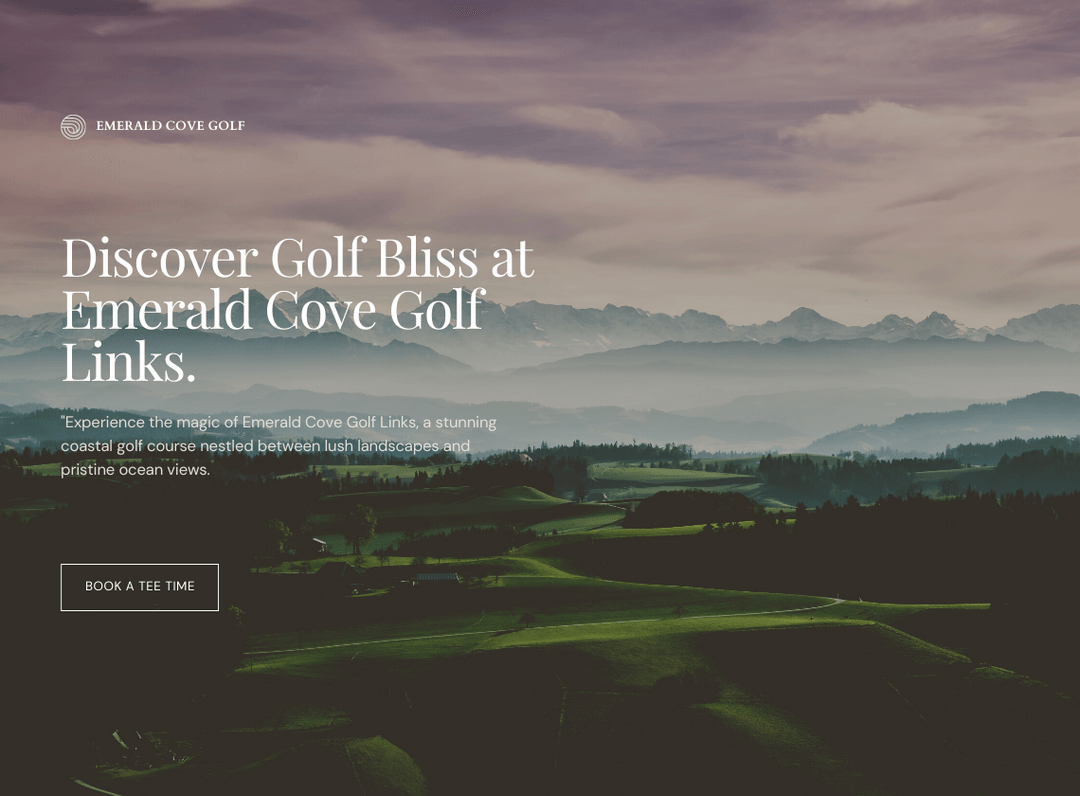 EMERALD COVE GOLF
Discover Golf Bliss at
Emerald Cove Golf
Links.
"Experience the magic of Emerald Cove Golf Links, a stunning
coastal golf course nestled between lush landscapes and
pristine ocean views.
BOOK A TEE TIME